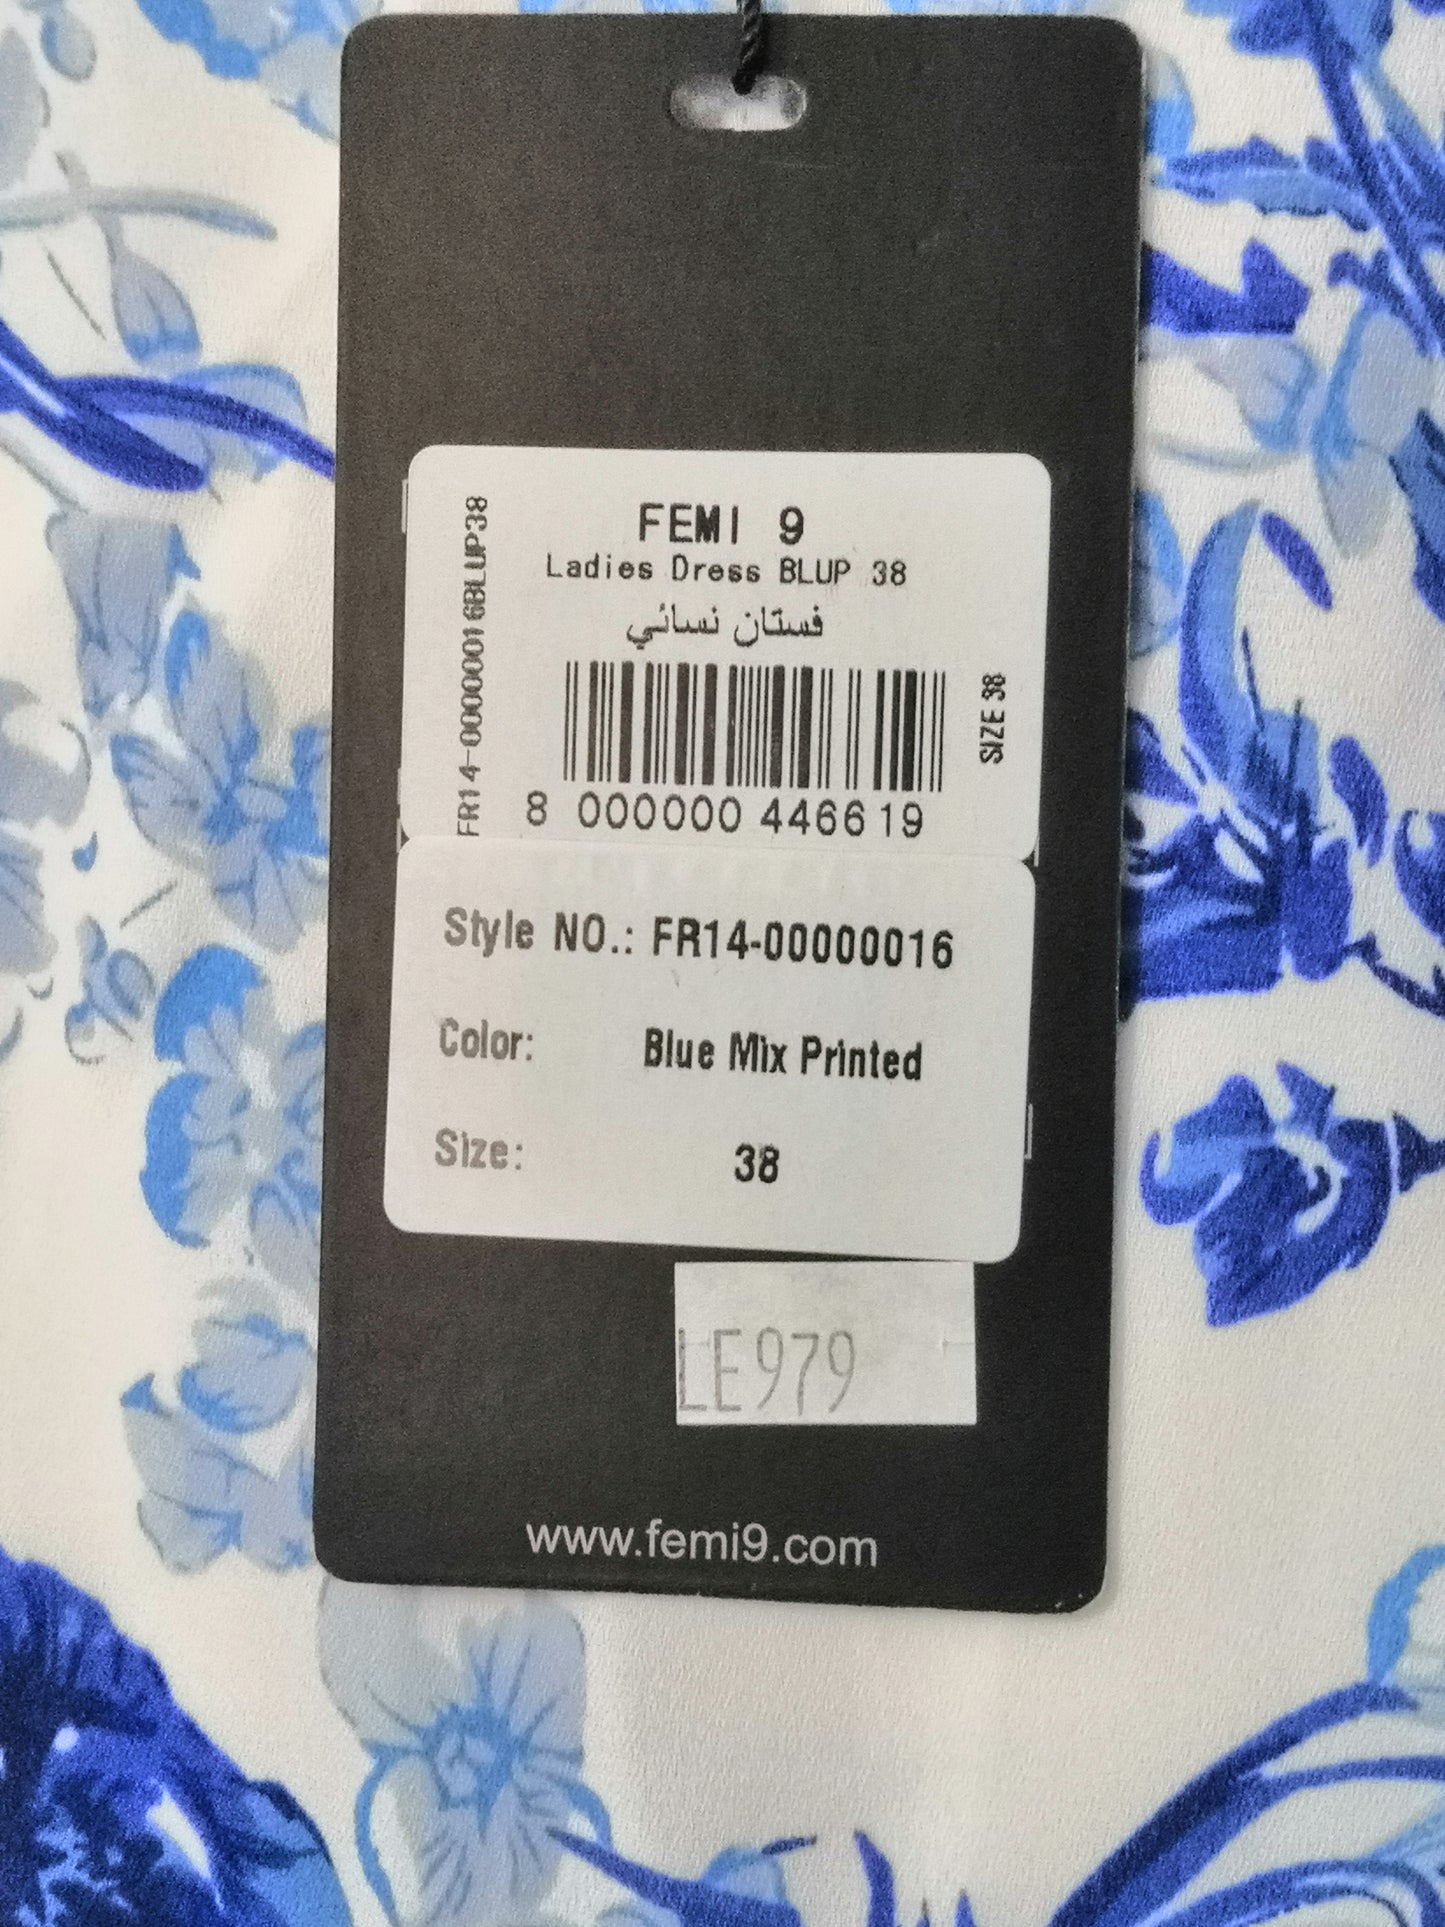 FEMI 9
Ladies Dress BLUP 38
فستان نسائي
FR14-00000016BLUP38
SIZE 38
8 000000 446619
Style NO.: FR14-00000016
Color: Blue Mix Printed
Size: 38
LE979
www.femi9.com